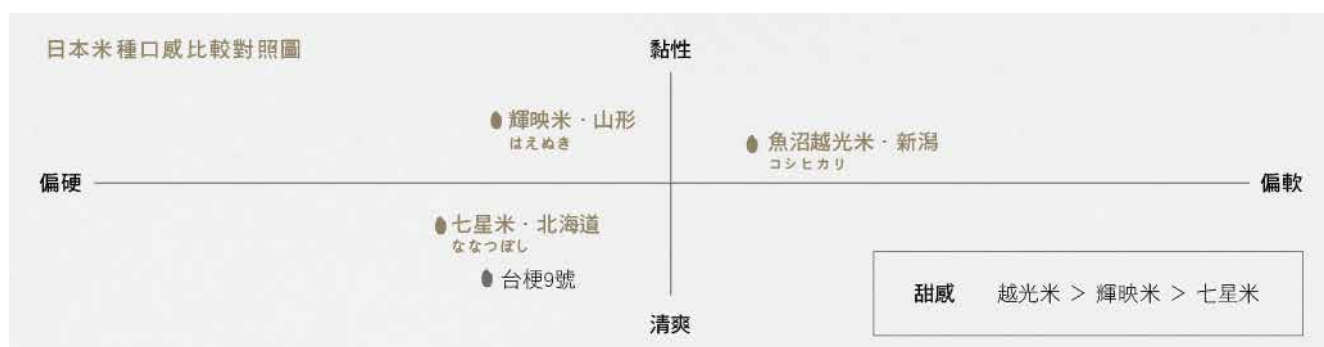 日本米種口感比較對照圖
黏性
輝映米‧山形
はえぬき
魚沼越光米‧新潟
コシヒカリ
偏硬
偏軟
七星米‧北海道
ななつぼし
台梗9號
甜感 越光米 > 輝映米 > 七星米
清爽